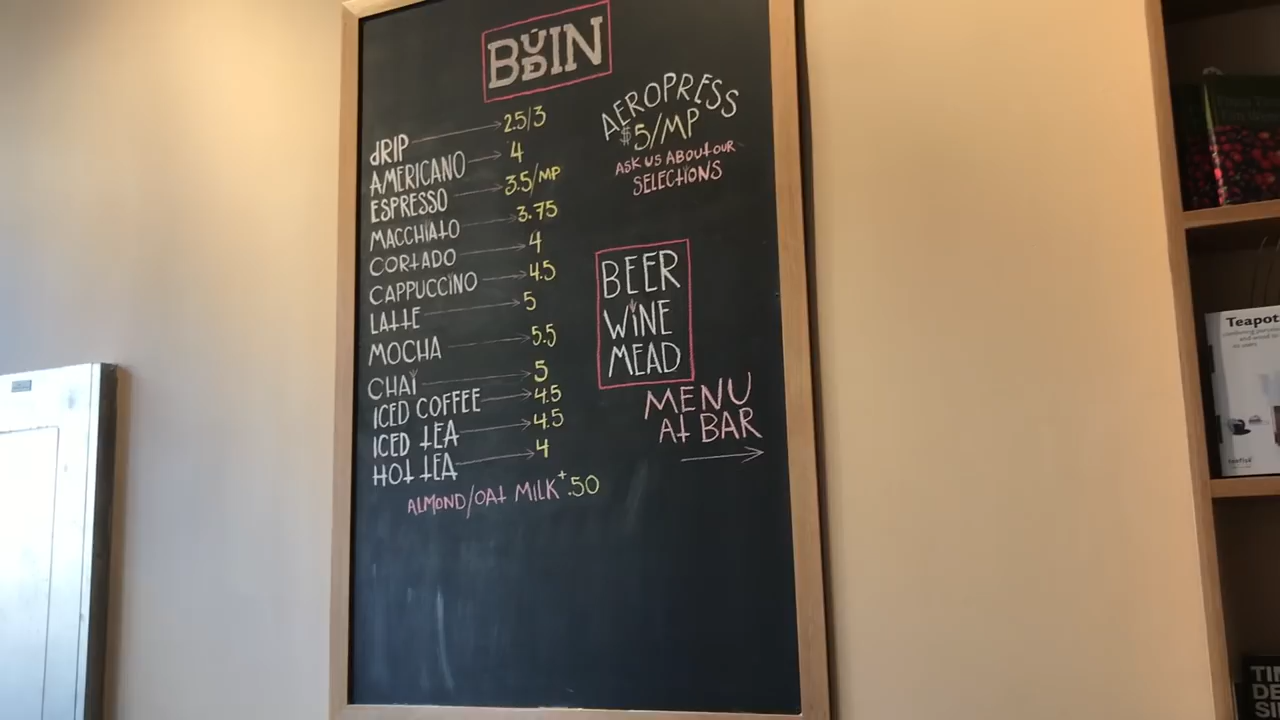 BÚÐIN
dRIP 2.5/3
AMERICANO 4
ESPRESSO 3.5/MP
MACCHIATO 3.75
CORTADO 4
CAPPUCCINO 4.5
LATTE 5
MOCHA 5.5
CHAI 5
ICED COFFEE 4.5
ICED TEA 4.5
HOT TEA 4
ALMOND/OAT MILK +.50
AEROPRESS
$5/MP
ASK US ABOUT OUR
SELECTIONS
BEER
WINE
MEAD
MENU
At BAR
Teapot